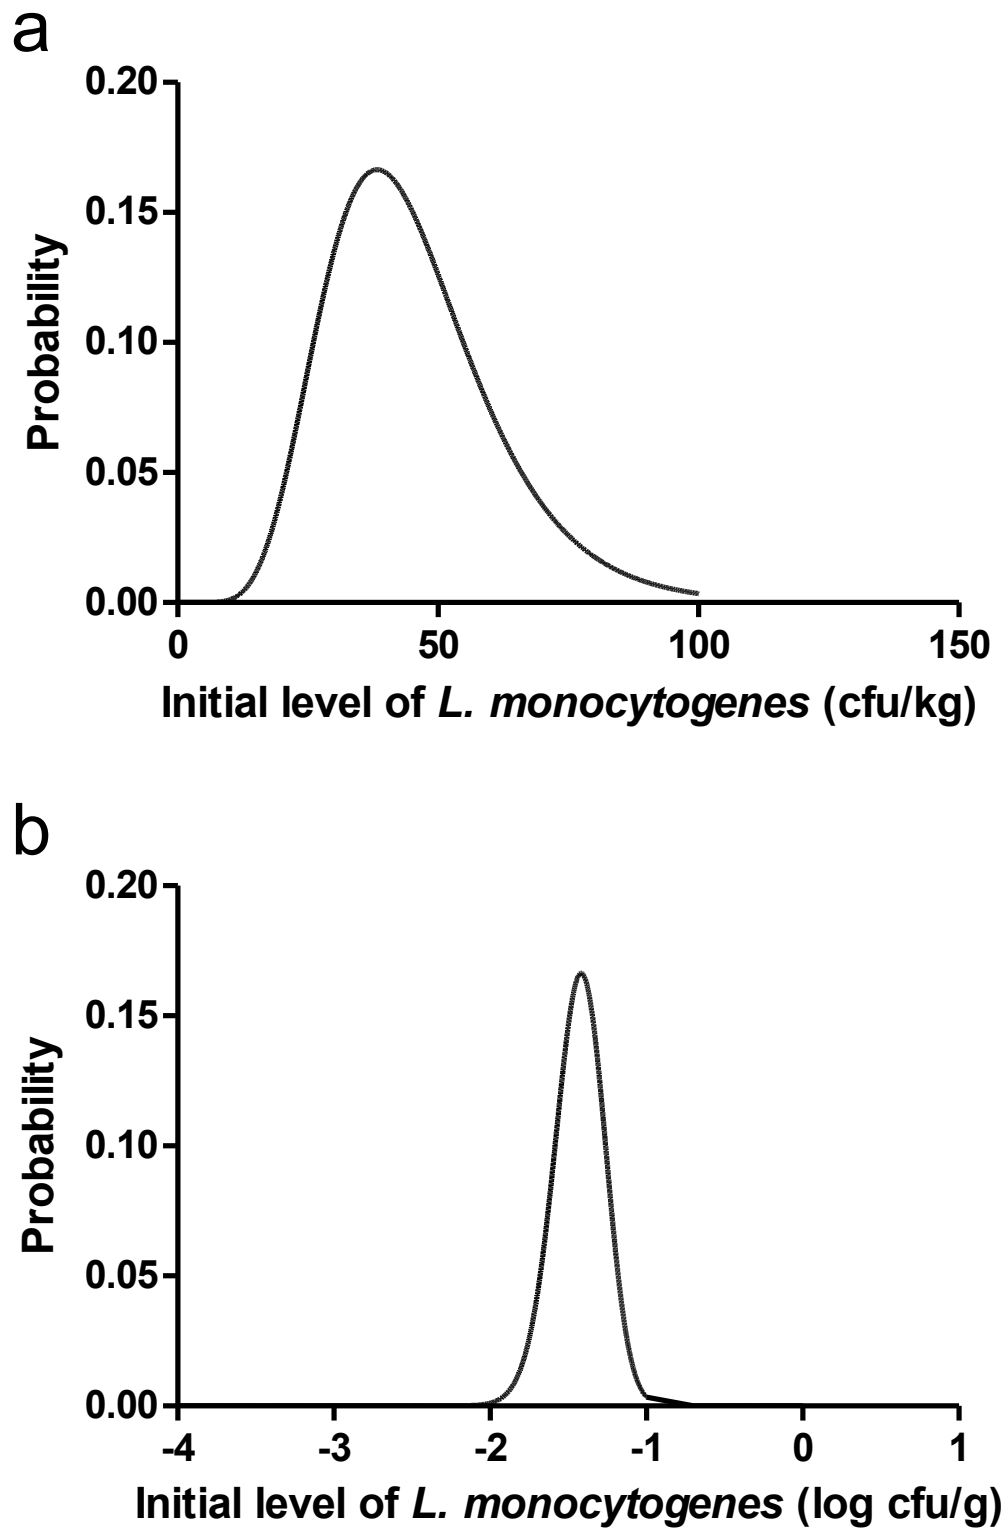 a
0.20
0.15
0.10
0.05
0.00
Probability
0 50 100 150
Initial level of L. monocytogenes (cfu/kg)
b
0.20
0.15
0.10
0.05
0.00
Probability
-4 -3 -2 -1 0 1
Initial level of L. monocytogenes (log cfu/g)